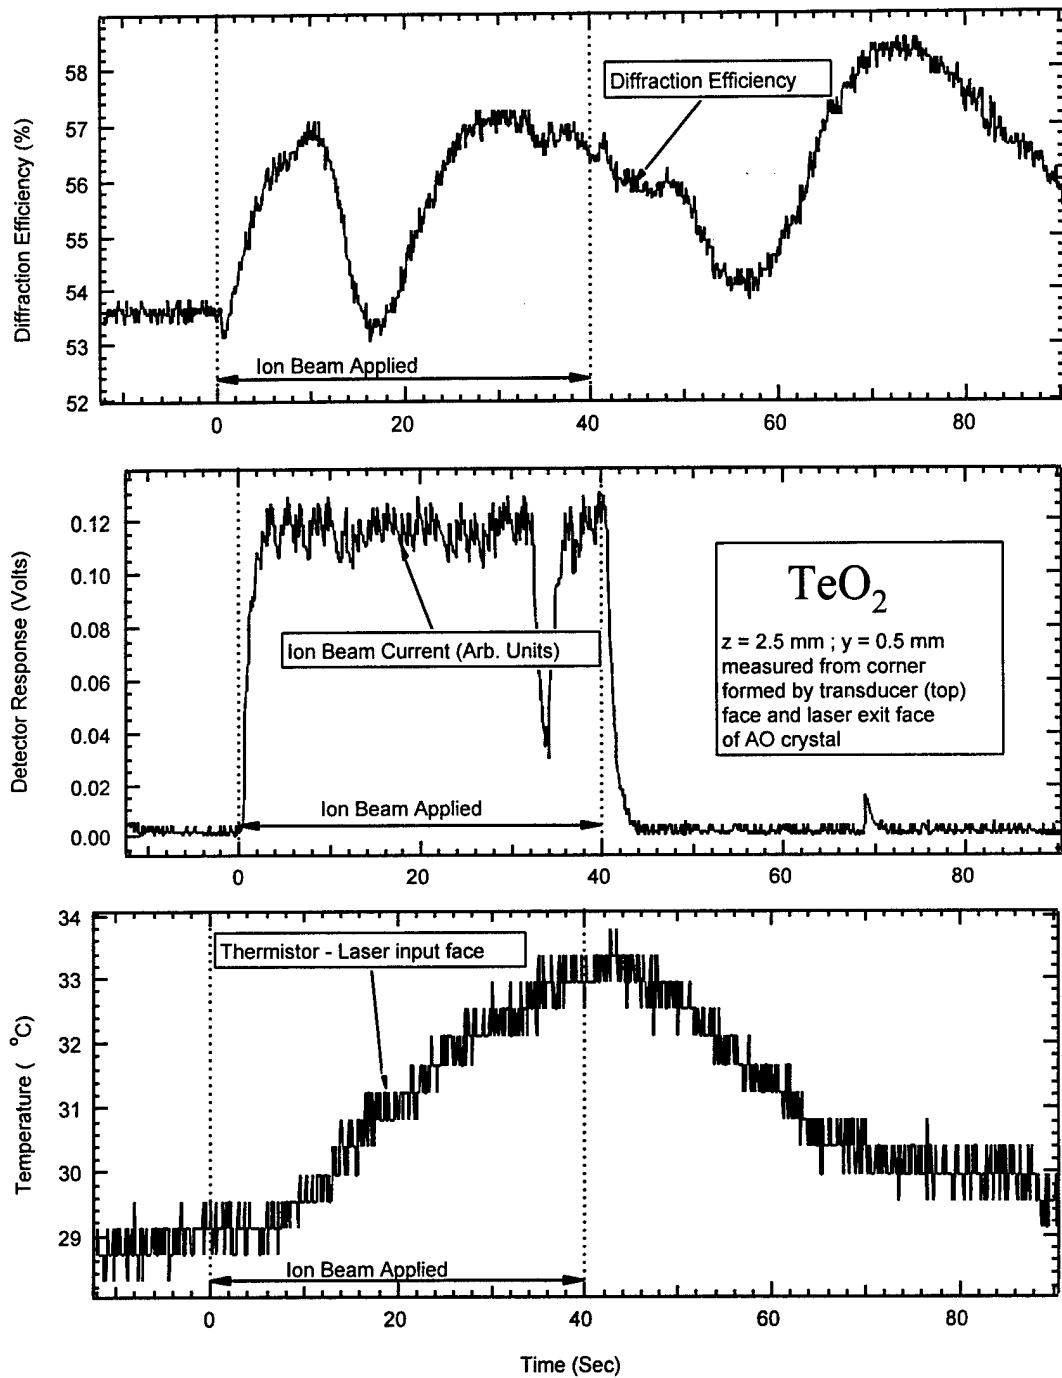 58
57
56
55
54
53
52
Diffraction Efficiency (%)
Diffraction Efficiency
Ion Beam Applied
0
20
40
60
80
0.12
0.10
0.08
0.06
0.04
0.02
0.00
Detector Response (Volts)
Ion Beam Current (Arb. Units)
TeO₂
z = 2.5 mm ; y = 0.5 mm
measured from corner
formed by transducer (top)
face and laser exit face
of AO crystal
Ion Beam Applied
0
20
40
60
80
34
33
32
31
30
29
Temperature ( °C)
Thermistor - Laser input face
Ion Beam Applied
0
20
40
60
80
Time (Sec)